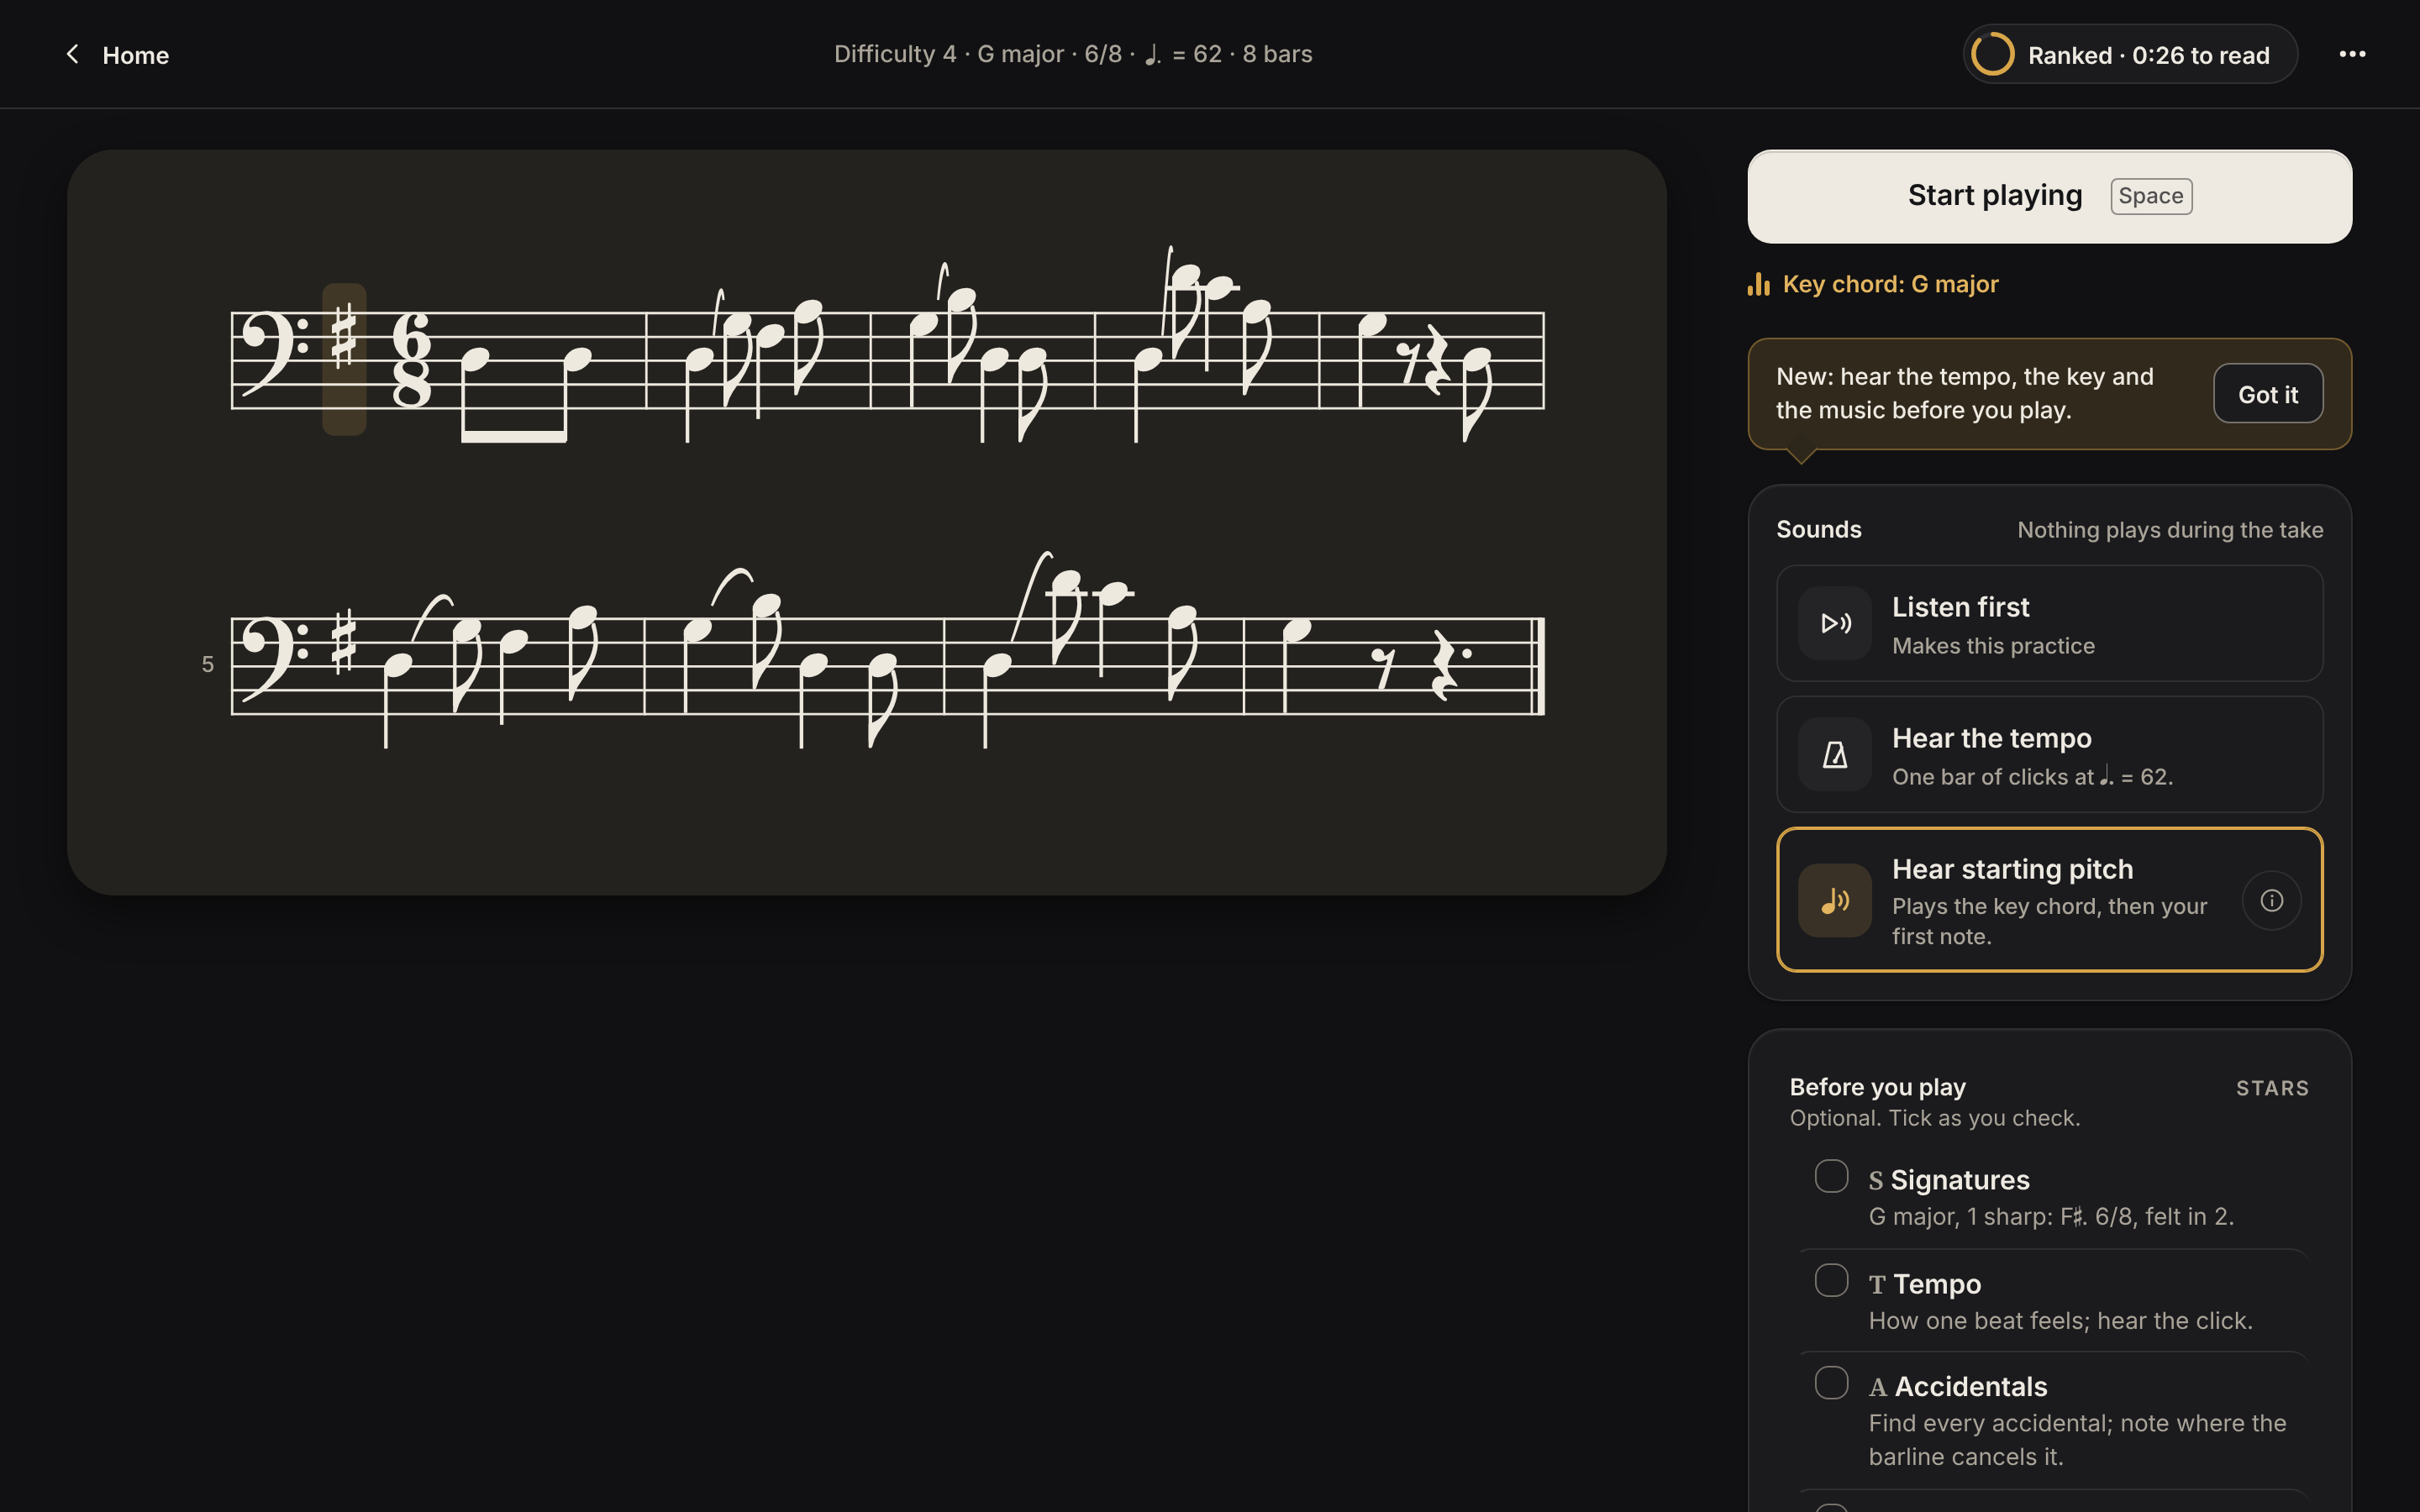 Home
Difficulty 4 · G major · 6/8 · ♩. = 62 · 8 bars
Ranked · 0:26 to read
Start playing Space
Key chord: G major
New: hear the tempo, the key and
the music before you play.
Got it
Sounds
Nothing plays during the take
Listen first
Makes this practice
Hear the tempo
One bar of clicks at ♩. = 62.
Hear starting pitch
Plays the key chord, then your
first note.
6
8
5
Before you play
STARS
Optional. Tick as you check.
S Signatures
G major, 1 sharp: F♯. 6/8, felt in 2.
T Tempo
How one beat feels; hear the click.
A Accidentals
Find every accidental; note where the
barline cancels it.